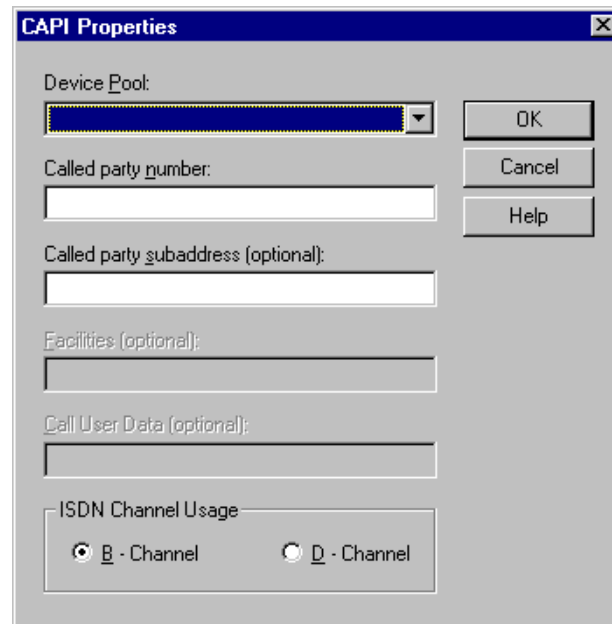 CAPI Properties
Device Pool:
OK
Called party number:
Cancel
Help
Called party subaddress (optional):
Facilities (optional):
Call User Data (optional):
ISDN Channel Usage
B - Channel
D - Channel